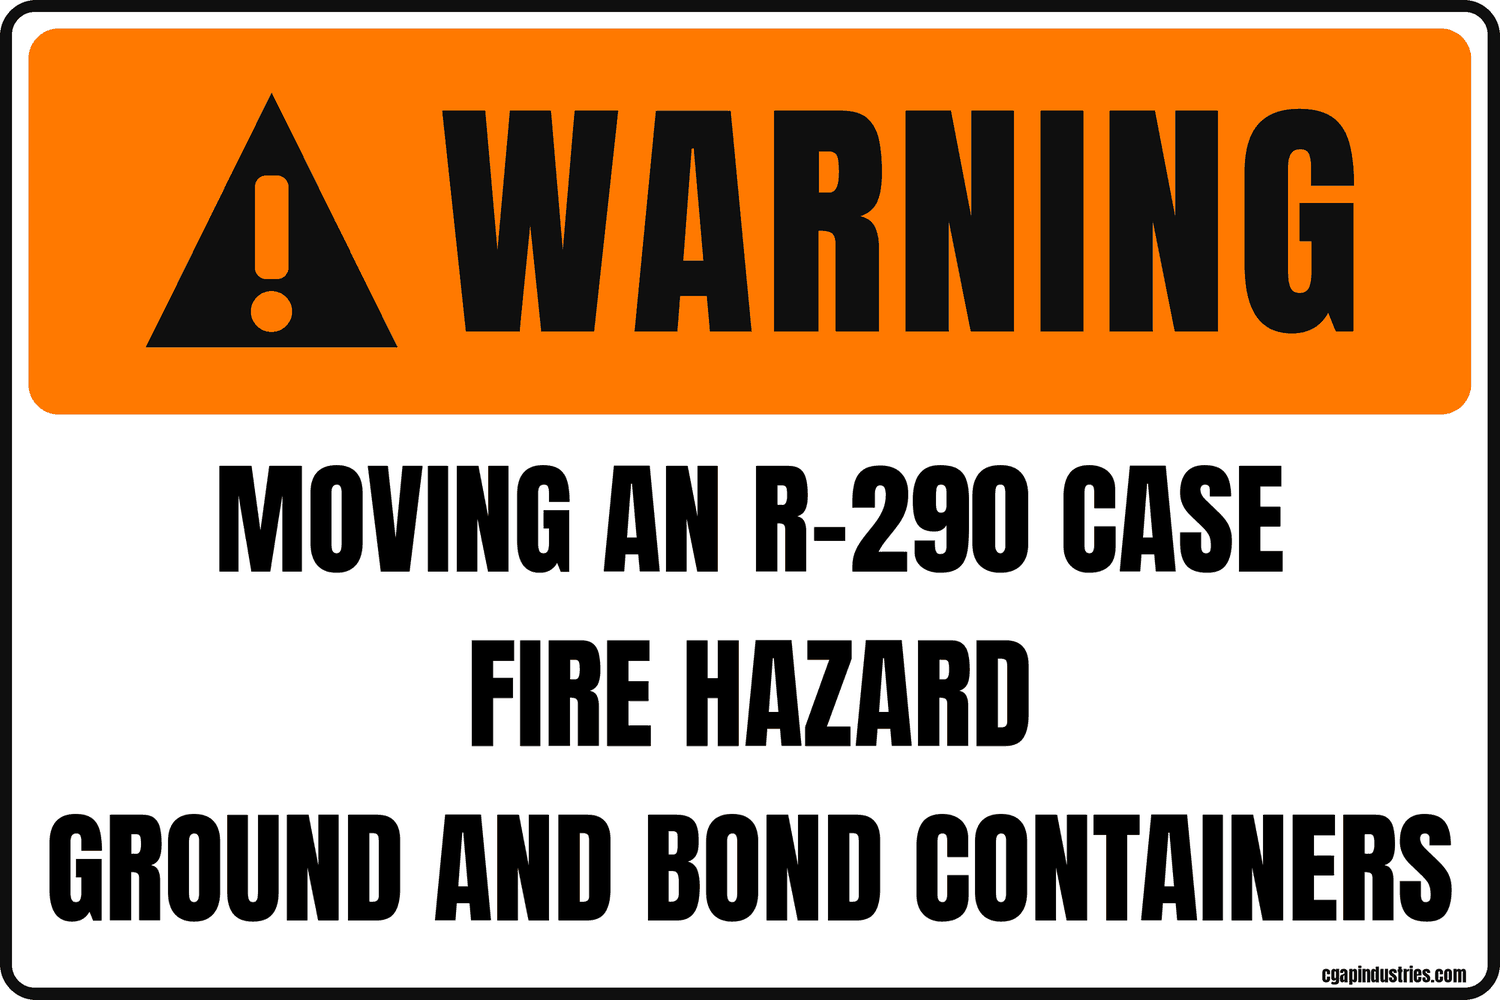 WARNING
MOVING AN R-290 CASE
FIRE HAZARD
GROUND AND BOND CONTAINERS
cgapindustries.com